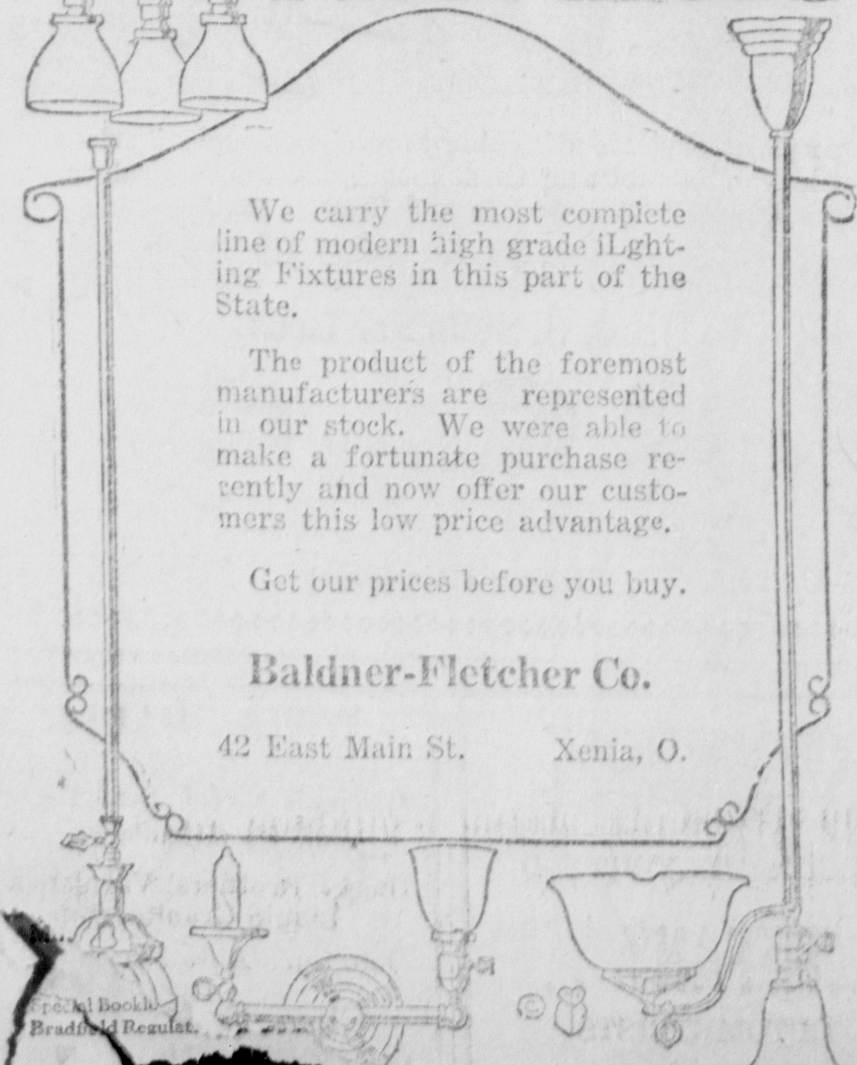 We carry the most complete
line of modern high grade iLght-
ing Fixtures in this part of the
State.
The product of the foremost
manufacturers are represented
in our stock. We were able to
make a fortunate purchase re-
cently and now offer our custo-
mers this low price advantage.
Get our prices before you buy.
Baldner-Fletcher Co.
42 East Main St. Xenia, O.
Special
Bradfield Regulat.